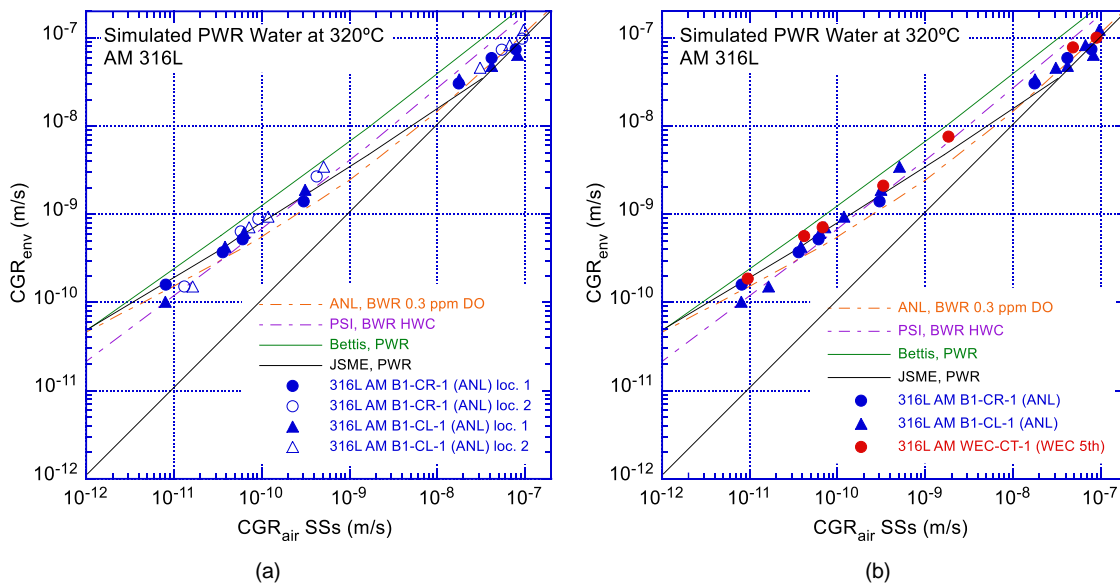 Simulated PWR Water at 320ºC
AM 316L
10⁻⁷
10⁻⁸
10⁻⁹
10⁻¹⁰
10⁻¹¹
10⁻¹²
CGRenv (m/s)
ANL, BWR 0.3 ppm DO
PSI, BWR HWC
Bettis, PWR
JSME, PWR
316L AM B1-CR-1 (ANL) loc. 1
316L AM B1-CR-1 (ANL) loc. 2
316L AM B1-CL-1 (ANL) loc. 1
316L AM B1-CL-1 (ANL) loc. 2
10⁻¹² 10⁻¹¹ 10⁻¹⁰ 10⁻⁹ 10⁻⁸ 10⁻⁷
CGRair SSs (m/s)
(a)
Simulated PWR Water at 320ºC
AM 316L
10⁻⁷
10⁻⁸
10⁻⁹
10⁻¹⁰
10⁻¹¹
10⁻¹²
CGRenv (m/s)
ANL, BWR 0.3 ppm DO
PSI, BWR HWC
Bettis, PWR
JSME, PWR
316L AM B1-CR-1 (ANL)
316L AM B1-CL-1 (ANL)
316L AM WEC-CT-1 (WEC 5th)
10⁻¹² 10⁻¹¹ 10⁻¹⁰ 10⁻⁹ 10⁻⁸ 10⁻⁷
CGRair SSs (m/s)
(b)